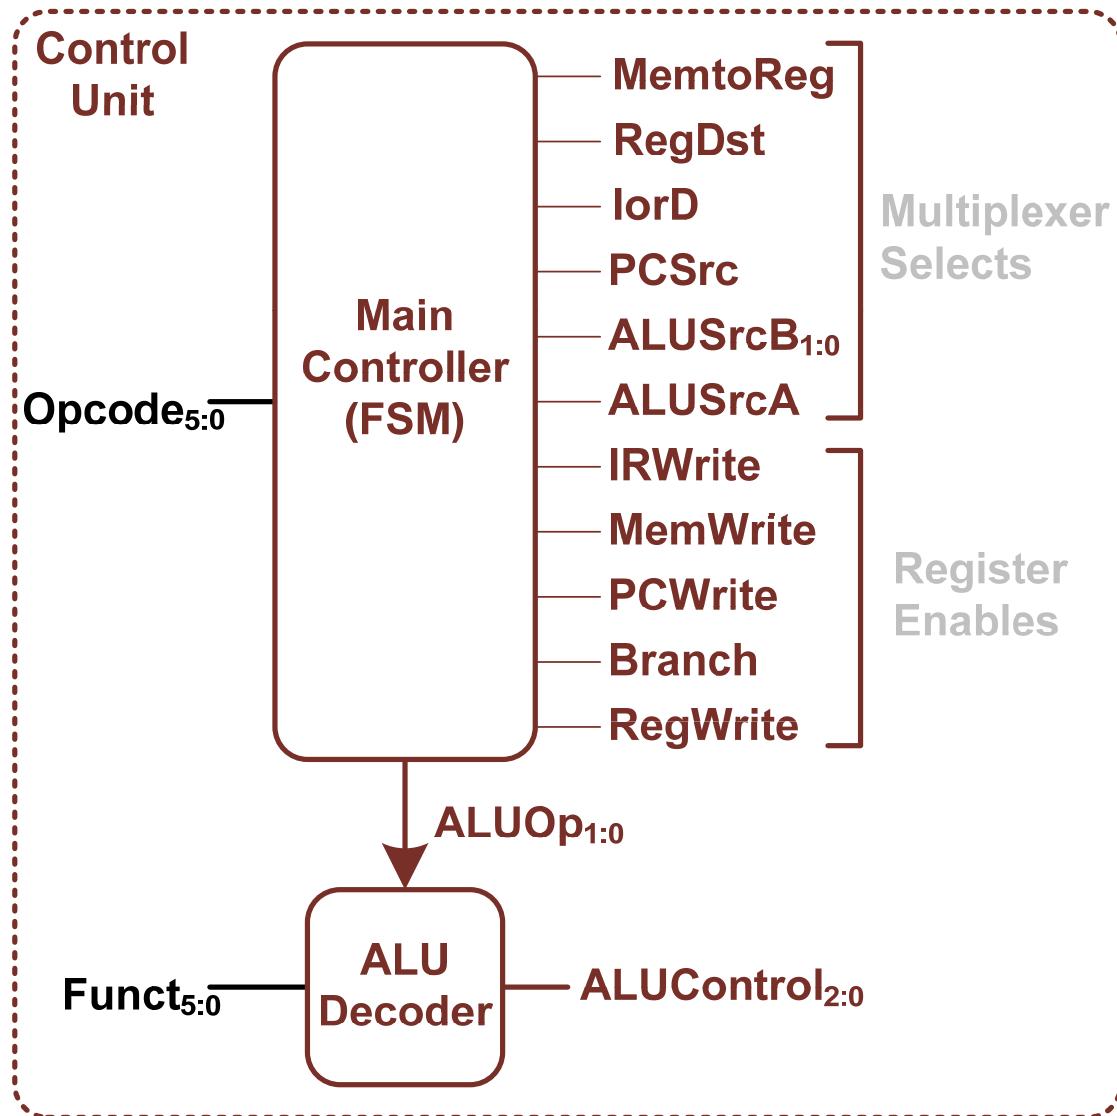 Control
Unit
MemtoReg
RegDst
IorD
PCSrc
ALUSrcB1:0
ALUSrcA
Multiplexer
Selects
Main
Controller
(FSM)
Opcode5:0
IRWrite
MemWrite
PCWrite
Branch
RegWrite
Register
Enables
ALUOp1:0
ALU
Decoder
Funct5:0
ALUControl2:0